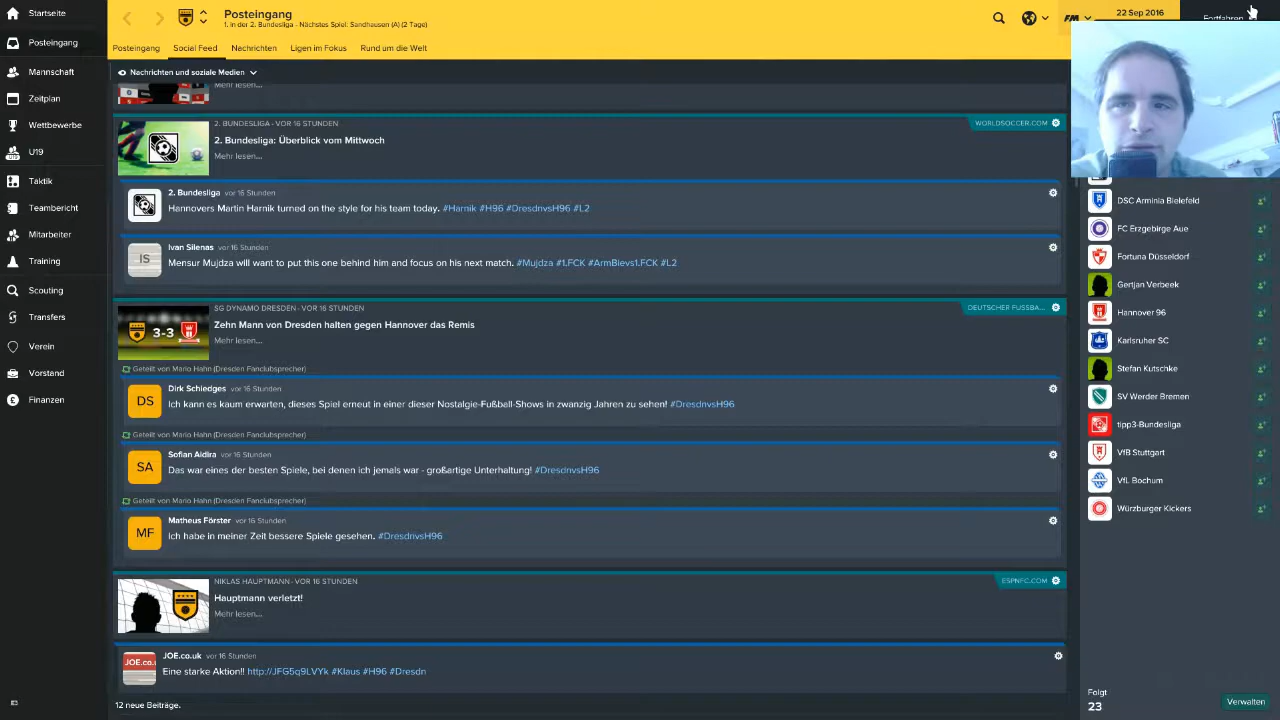 Startseite
Posteingang
Mannschaft
Zeitplan
Wettbewerbe
U19
Taktik
Teambericht
Mitarbeiter
Training
Scouting
Transfers
Verein
Vorstand
Finanzen
Posteingang
1. in der 2. Bundesliga - Nächstes Spiel: Sandhausen (A) (2 Tage)
FM
22 Sep 2016
Fortfahren
Posteingang Social Feed Nachrichten Ligen im Fokus Rund um die Welt
Nachrichten und soziale Medien
Mehr lesen...
2. BUNDESLIGA - VOR 16 STUNDEN
WORLDSOCCER.COM
2. Bundesliga: Überblick vom Mittwoch
Mehr lesen...
2. Bundesliga vor 16 Stunden
Hannovers Martin Harnik turned on the style for his team today. #Harnik #H96 #DresdnvsH96 #L2
IS
Ivan Silenas vor 16 Stunden
Mensur Mujdza will want to put this one behind him and focus on his next match. #Mujdza #1.FCK #ArmBievs1.FCK #L2
SG DYNAMO DRESDEN - VOR 16 STUNDEN
DEUTSCHER FUSSBA...
3-3
Zehn Mann von Dresden halten gegen Hannover das Remis
Mehr lesen...
Geteilt von Mario Hahn (Dresden Fanclubsprecher)
DS
Dirk Schiedges vor 16 Stunden
Ich kann es kaum erwarten, dieses Spiel erneut in einer dieser Nostalgie-Fußball-Shows in zwanzig Jahren zu sehen! #DresdnvsH96
Geteilt von Mario Hahn (Dresden Fanclubsprecher)
SA
Sofian Aidira vor 16 Stunden
Das war eines der besten Spiele, bei denen ich jemals war - großartige Unterhaltung! #DresdnvsH96
Geteilt von Mario Hahn (Dresden Fanclubsprecher)
MF
Matheus Förster vor 16 Stunden
Ich habe in meiner Zeit bessere Spiele gesehen. #DresdnvsH96
NIKLAS HAUPTMANN - VOR 16 STUNDEN
ESPNFC.COM
Hauptmann verletzt!
Mehr lesen...
JOE.co.u
JOE.co.uk vor 16 Stunden
Eine starke Aktion!! http://JFG5q9LVYk #Klaus #H96 #Dresdn
12 neue Beiträge.
DSC Arminia Bielefeld
FC Erzgebirge Aue
Fortuna Düsseldorf
Gertjan Verbeek
Hannover 96
Karlsruher SC
Stefan Kutschke
SV Werder Bremen
tipp3-Bundesliga
VfB Stuttgart
VfL Bochum
Würzburger Kickers
Folgt
23
Verwalten